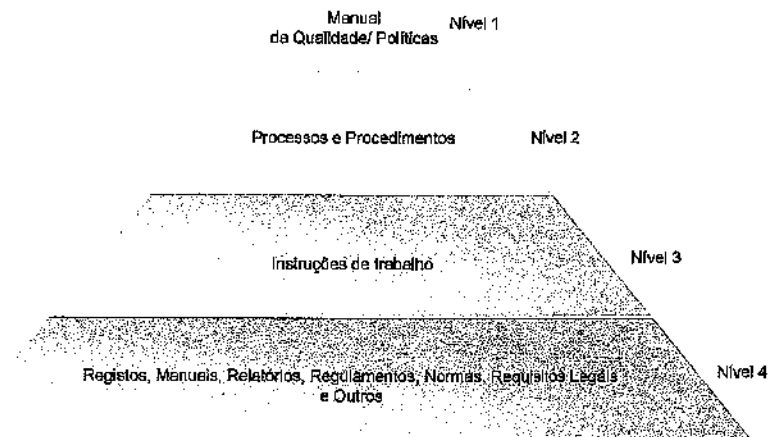 Manual
da Qualidade/ Políticas
Nível 1
Processos e Procedimentos
Nível 2
Instruções de trabalho
Nível 3
Registos, Manuais, Relatórios, Regulamentos, Normas, Requisitos Legais
e Outros
Nível 4